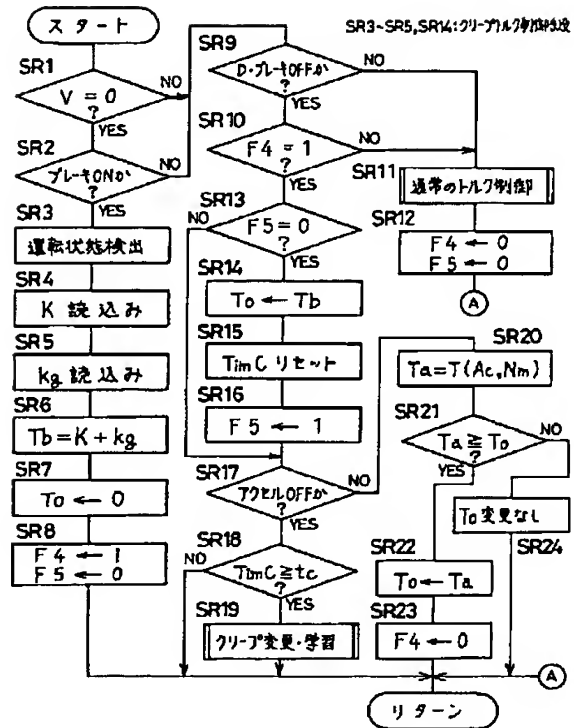 スタート
SR1
V=0
?
NO
YES
SR2
ブレーキONか
?
NO
YES
SR3
運転状態検出
SR4
K 読込み
SR5
kg 読込み
SR6
Tb=K+kg
SR7
To ← 0
SR8
F4 ← 1
F5 ← 0
SR3~SR5,SR14:クリープトルク制御手段
SR9
D・ブレーキOFFか
?
NO
YES
SR10
F4=1
?
NO
YES
SR11
通常のトルク制御
SR12
F4 ← 0
F5 ← 0
A
SR13
NO
F5=0
?
YES
SR14
To ← Tb
SR15
TimC リセット
SR16
F5 ← 1
SR17
アクセルOFFか
?
NO
YES
SR18
NO
TimC≧tc
?
YES
SR19
クリープ変更・学習
SR20
Ta=T(Ac,Nm)
SR21
Ta≧To
?
NO
YES
To変更なし
SR24
SR22
To←Ta
SR23
F4←0
A
リターン